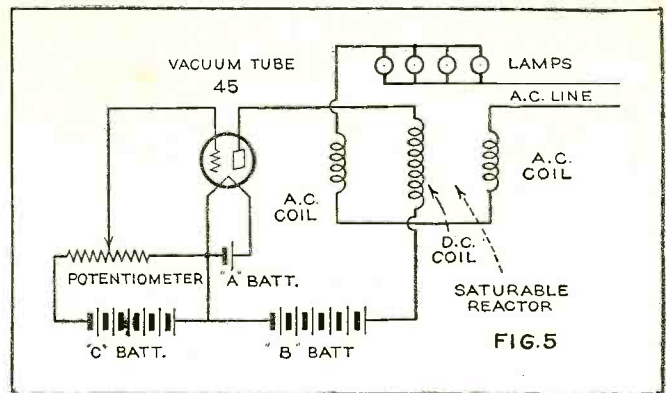 VACUUM TUBE
45
LAMPS
A.C. LINE
A.C.
COIL
A.C.
COIL
D.C.
COIL
POTENTIOMETER
"A" BATT.
SATURABLE
REACTOR
"C" BATT.
"B" BATT
FIG.5